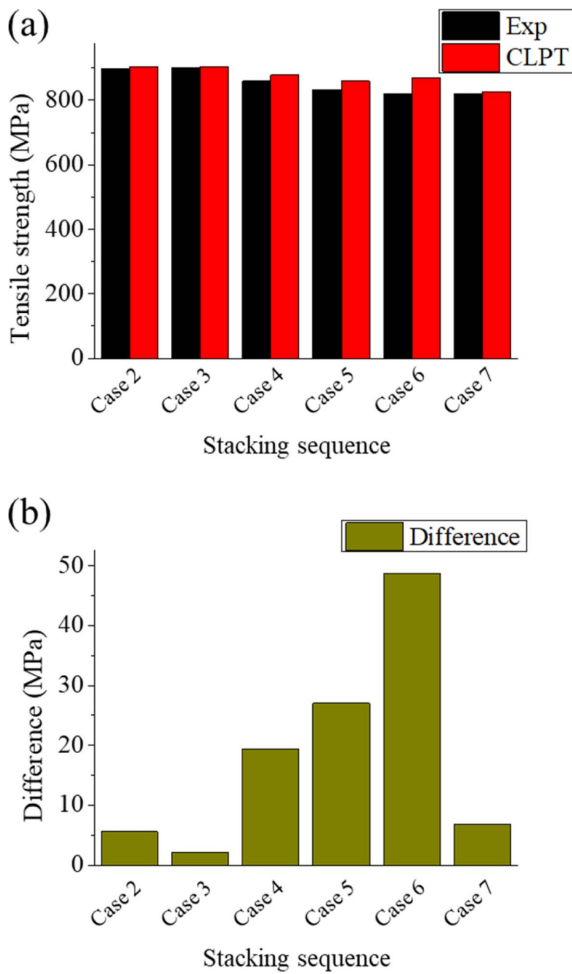 (a)
Exp
CLPT
Tensile strength (MPa)
800
600
400
200
0
Case 2
Case 3
Case 4
Case 5
Case 6
Case 7
Stacking sequence
(b)
Difference
Difference (MPa)
50
40
30
20
10
0
Case 2
Case 3
Case 4
Case 5
Case 6
Case 7
Stacking sequence